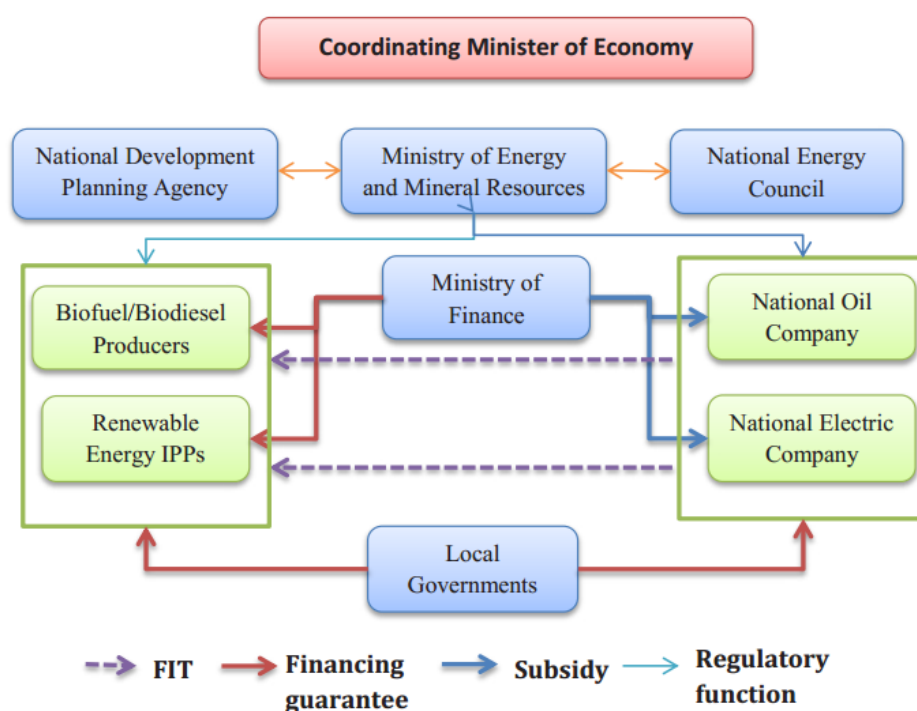 Coordinating Minister of Economy
National Development
Planning Agency
Ministry of Energy
and Mineral Resources
National Energy
Council
Biofuel/Biodiesel
Producers
Ministry of
Finance
National Oil
Company
Renewable
Energy IPPs
National Electric
Company
Local
Governments
FIT
Financing
guarantee
Subsidy
Regulatory
function